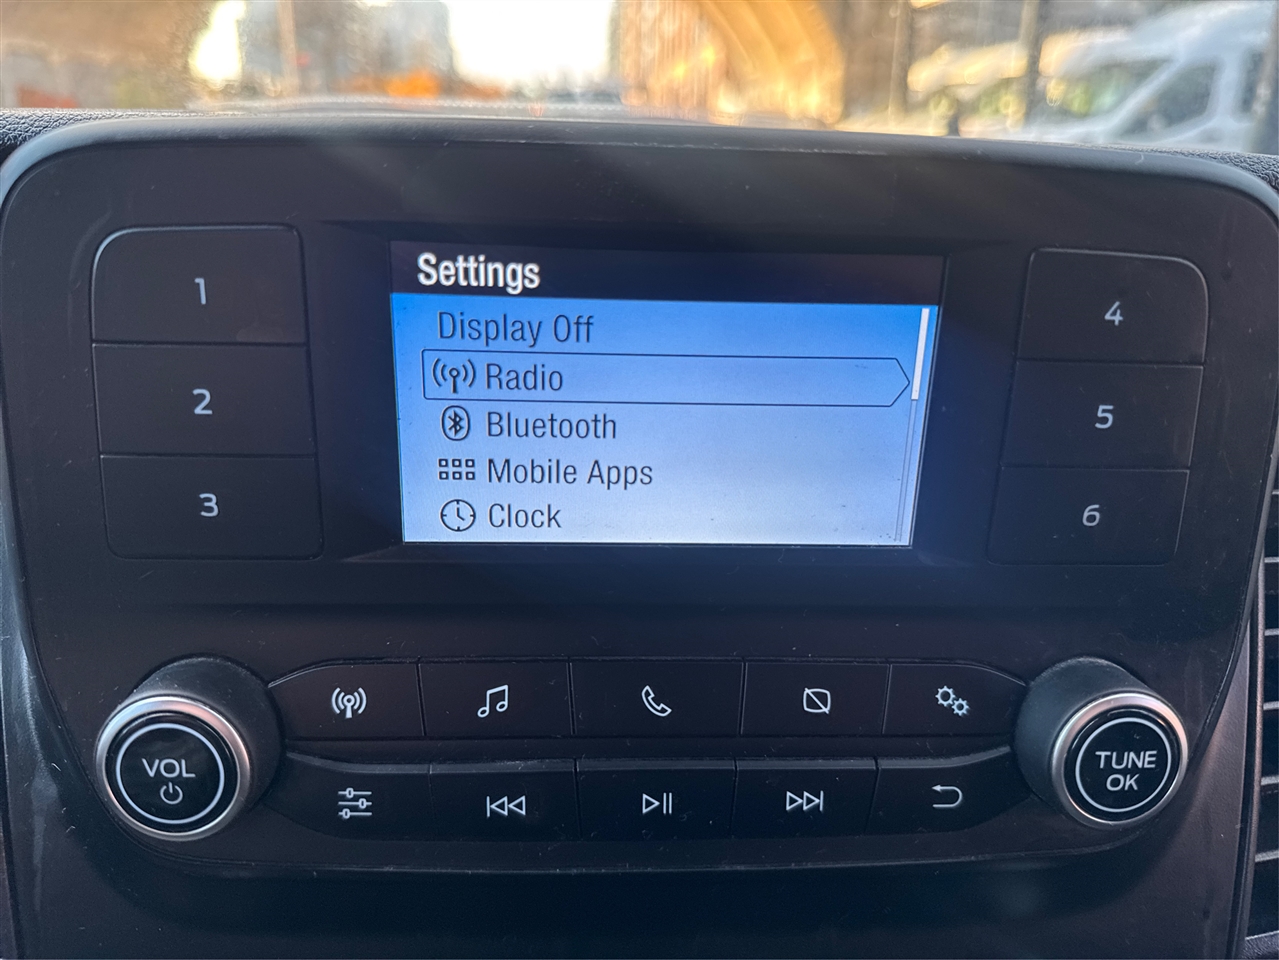 Settings
Display Off
Radio
Bluetooth
Mobile Apps
Clock
1
2
3
4
5
6
VOL
TUNE
OK